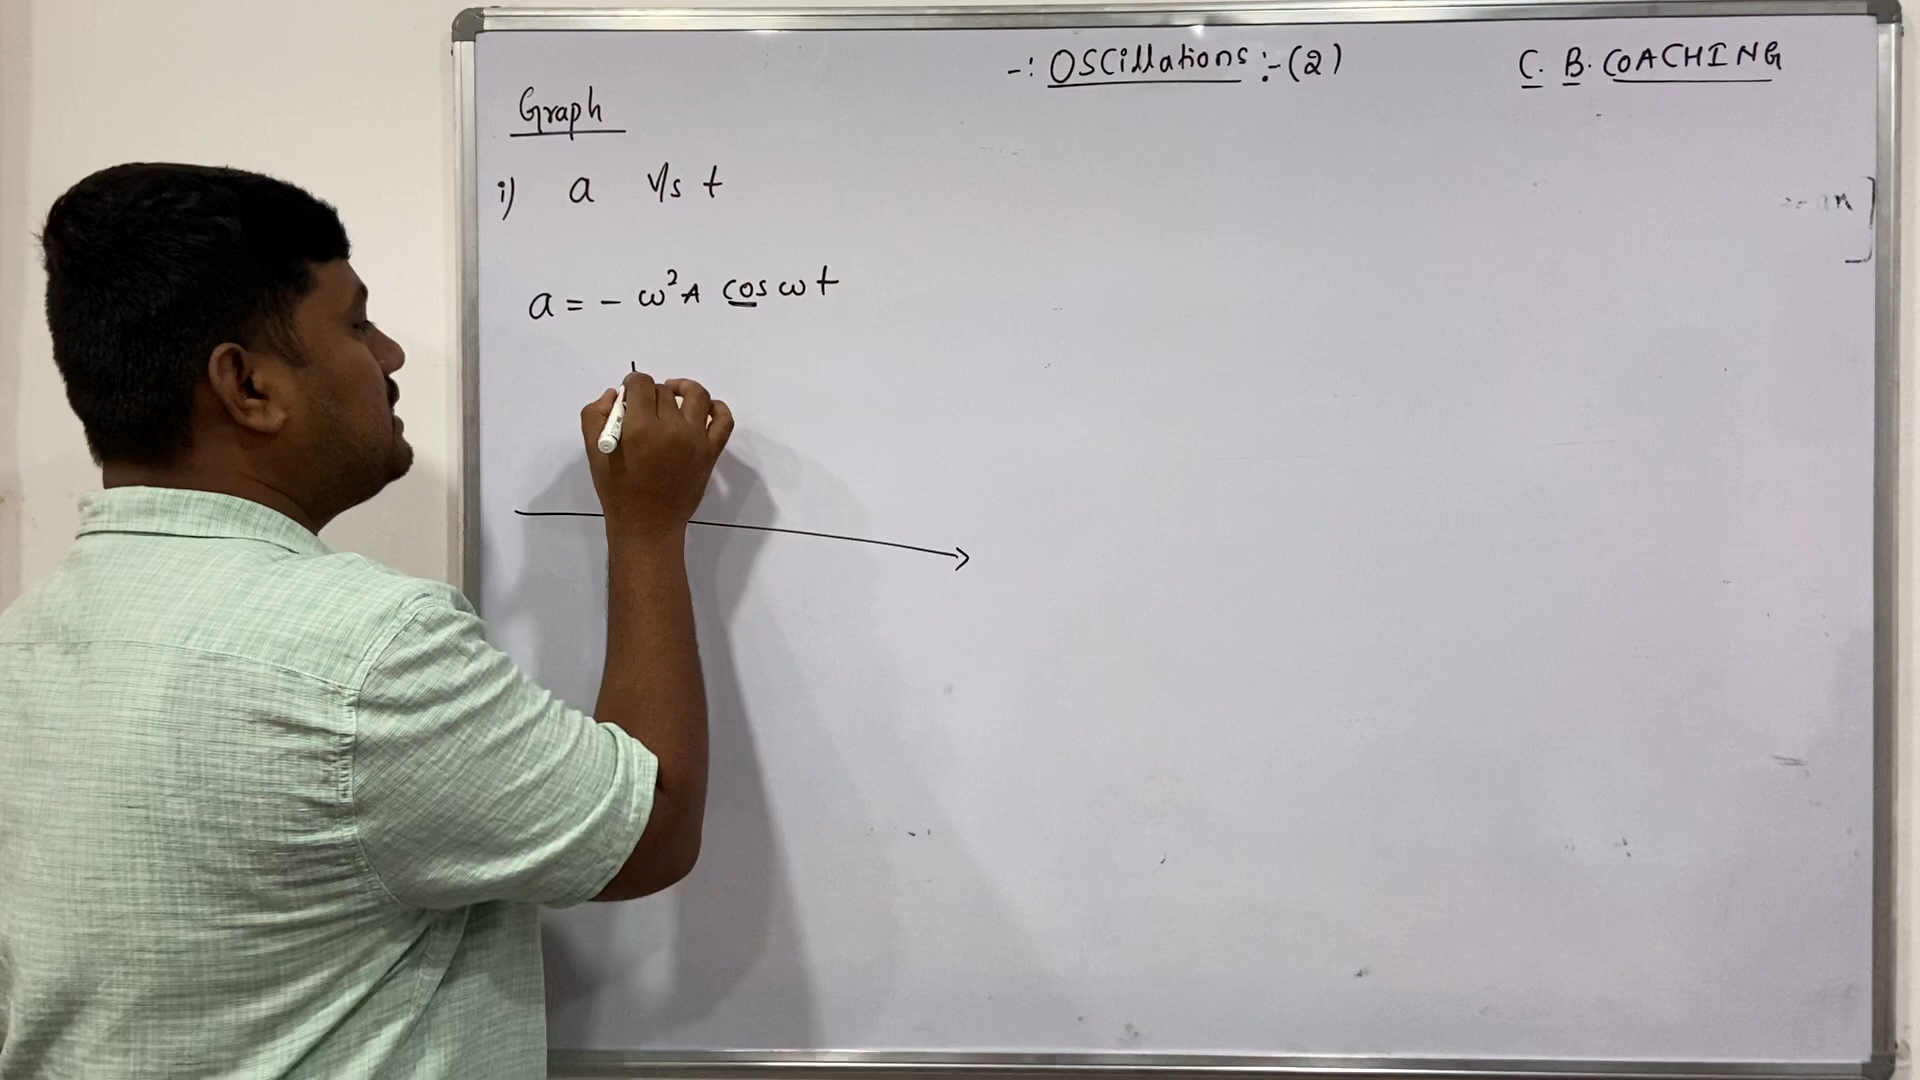 -: OSCillations :- (2)
C. B. COACHING
Graph
i) a v/s t
a = - ω²A cos ωt